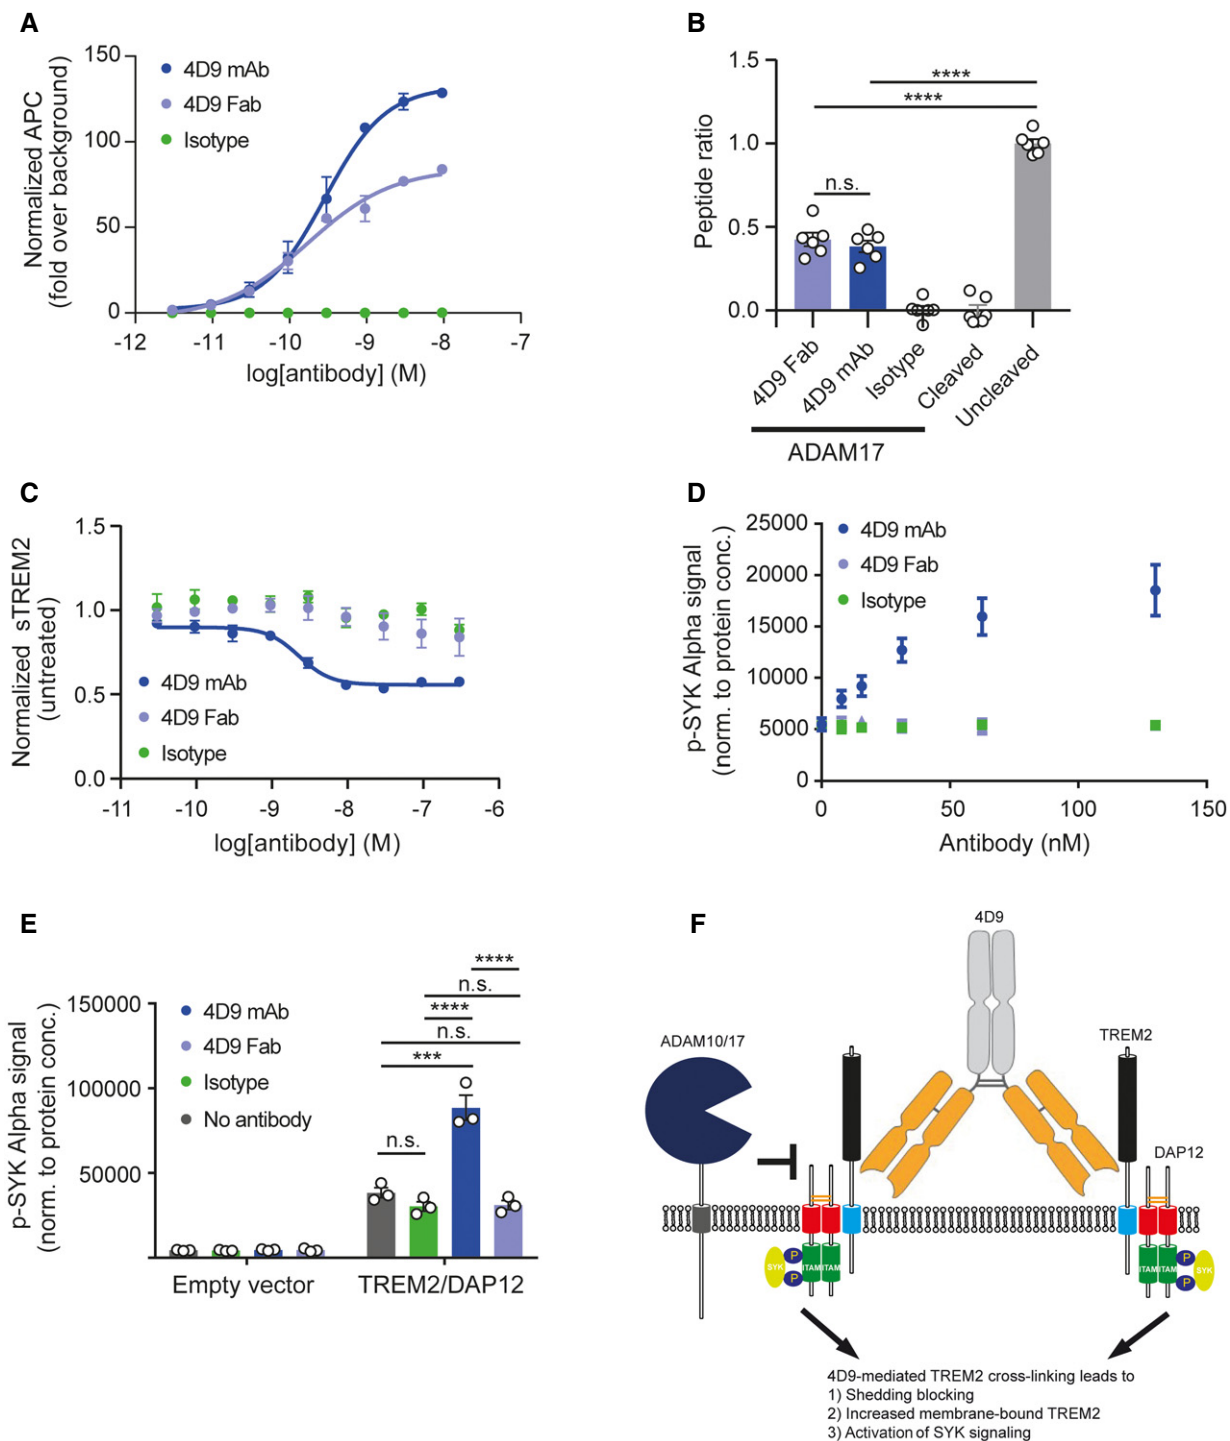 A
Normalized APC
(fold over background)
150
100
50
0
4D9 mAb
4D9 Fab
Isotype
-12 -11 -10 -9 -8 -7
log[antibody] (M)
B
Peptide ratio
1.5
1.0
0.5
0.0
****
****
n.s.
4D9 Fab
4D9 mAb
Isotype
Cleaved
Uncleaved
ADAM17
C
Normalized sTREM2
(untreated)
1.5
1.0
0.5
0.0
4D9 mAb
4D9 Fab
Isotype
-11 -10 -9 -8 -7 -6
log[antibody] (M)
D
p-SYK Alpha signal
(norm. to protein conc.)
25000
20000
15000
10000
5000
0
4D9 mAb
4D9 Fab
Isotype
0 50 100 150
Antibody (nM)
E
p-SYK Alpha signal
(norm. to protein conc.)
150000
100000
50000
4D9 mAb
4D9 Fab
Isotype
No antibody
****
n.s.
****
n.s.
***
n.s.
Empty vector TREM2/DAP12
F
4D9
ADAM10/17
TREM2
DAP12
SYK P P ITAM ITAM
ITAM ITAM P P SYK
4D9-mediated TREM2 cross-linking leads to
1) Shedding blocking
2) Increased membrane-bound TREM2
3) Activation of SYK signaling